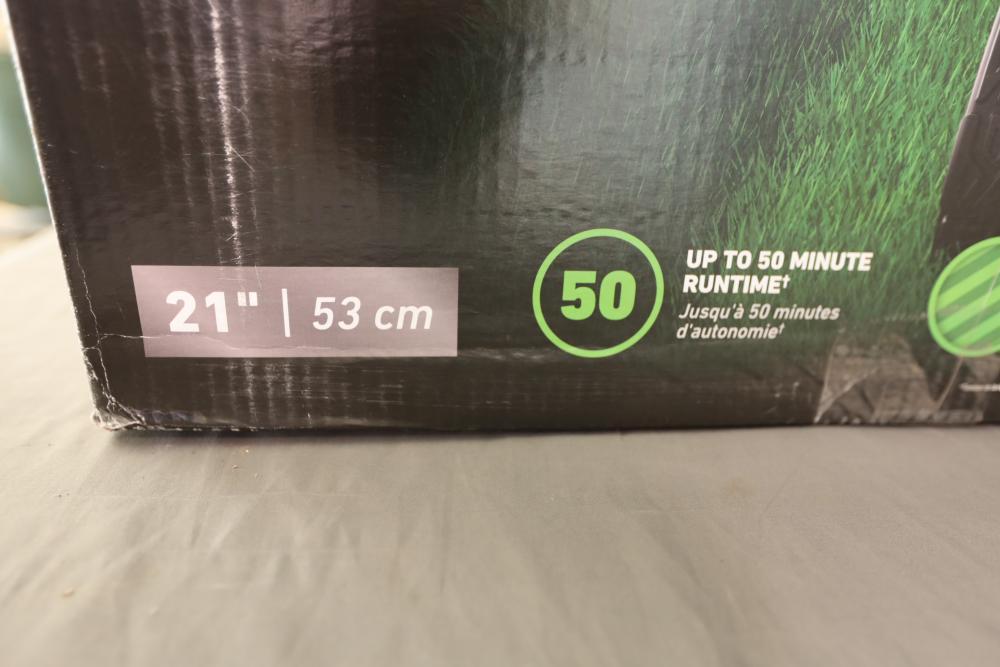 21" | 53 cm
50
UP TO 50 MINUTE
RUNTIME†
Jusqu'à 50 minutes
d'autonomie†